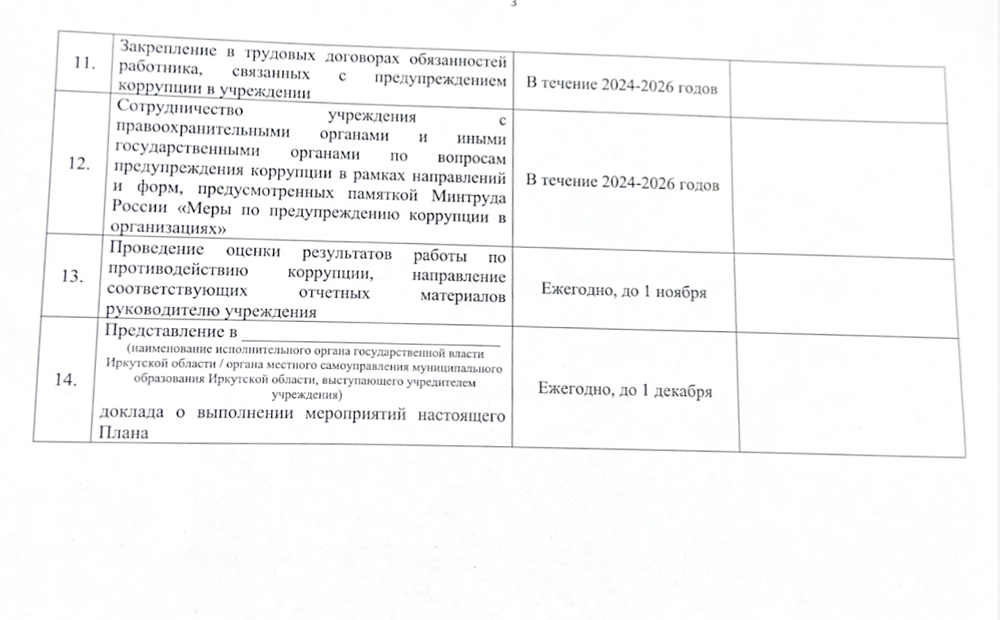 3
11.
Закрепление в трудовых договорах обязанностей
работника, связанных с предупреждением
коррупции в учреждении
В течение 2024-2026 годов
12.
Сотрудничество учреждения с
правоохранительными органами и иными
государственными органами по вопросам
предупреждения коррупции в рамках направлений
и форм, предусмотренных памяткой Минтруда
России «Меры по предупреждению коррупции в
организациях»
В течение 2024-2026 годов
13.
Проведение оценки результатов работы по
противодействию коррупции, направление
соответствующих отчетных материалов
руководителю учреждения
Ежегодно, до 1 ноября
14.
Представление в ______________________________
(наименование исполнительного органа государственной власти
Иркутской области / органа местного самоуправления муниципального
образования Иркутской области, выступающего учредителем
учреждения)
доклада о выполнении мероприятий настоящего
Плана
Ежегодно, до 1 декабря